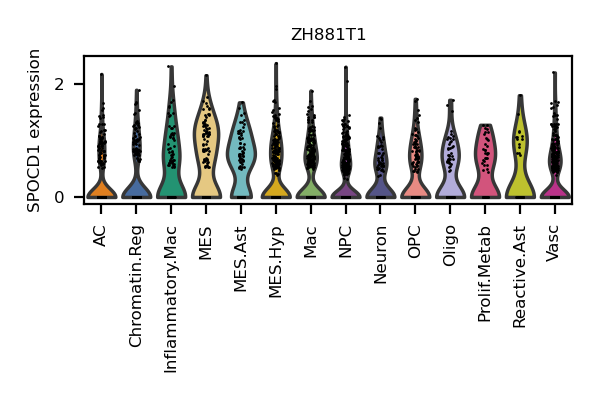 ZH881T1
SPOCD1 expression
2
0
AC
Chromatin.Reg
Inflammatory.Mac
MES
MES.Ast
MES.Hyp
Mac
NPC
Neuron
OPC
Oligo
Prolif.Metab
Reactive.Ast
Vasc